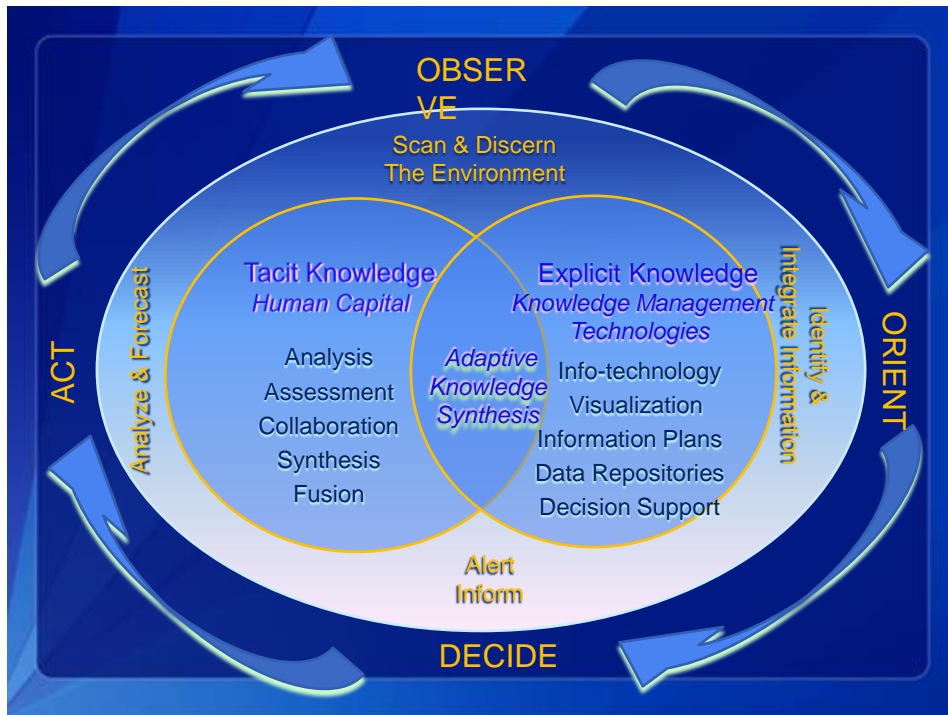 OBSER
VE
Scan & Discern
The Environment
Tacit Knowledge
Human Capital
Analysis
Assessment
Collaboration
Synthesis
Fusion
Adaptive
Knowledge
Synthesis
Explicit Knowledge
Knowledge Management
Technologies
Info-technology
Visualization
Information Plans
Data Repositories
Decision Support
Identify &
Integrate Information
ORIENT
Alert
Inform
DECIDE
Analyze & Forecast
ACT